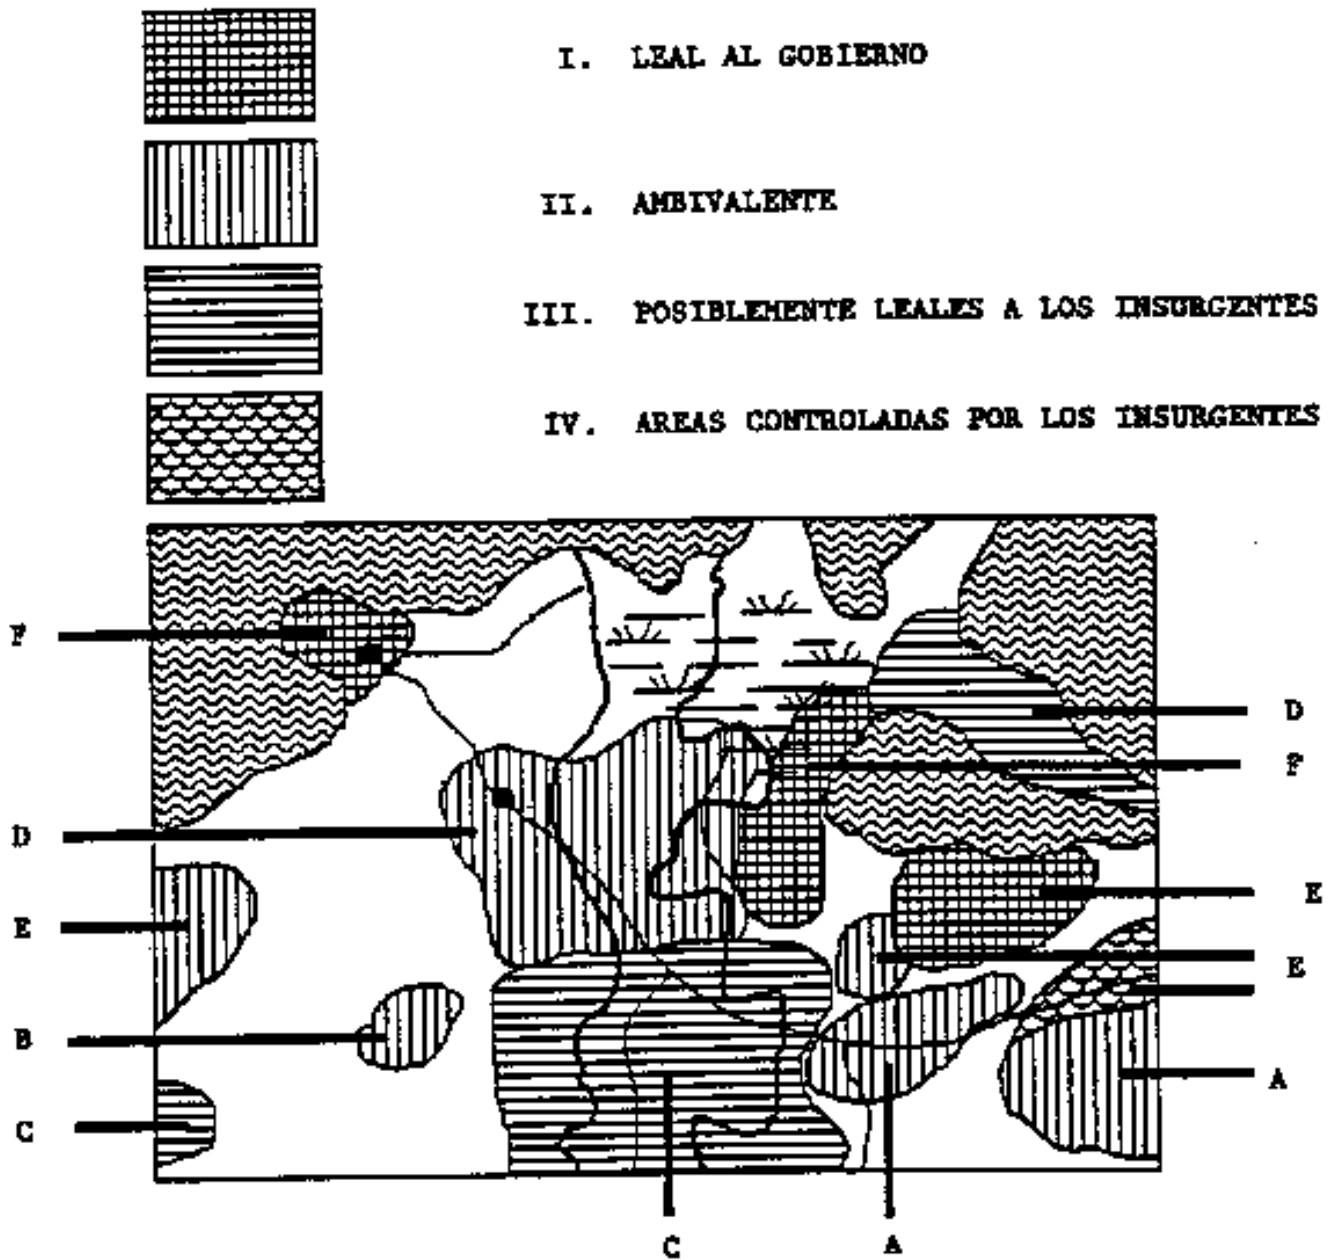 I. LEAL AL GOBIERNO
II. AMBIVALENTE
III. POSIBLEMENTE LEALES A LOS INSURGENTES
IV. AREAS CONTROLADAS POR LOS INSURGENTES
F
D
F
D
E
E
E
B
A
C
C
A